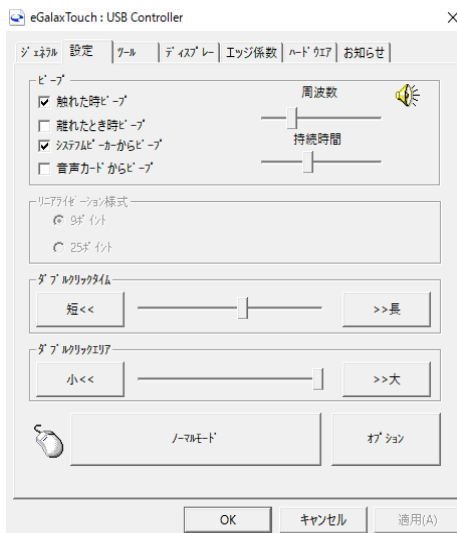 eGalaxTouch : USB Controller
ｼﾞｪﾈﾗﾙ 設定 ﾂｰﾙ ﾃﾞｨｽﾌﾟﾚｰ エッジ係数 ﾊｰﾄﾞｳｴｱ お知らせ
ﾋﾞｰﾌﾟ
触れた時ﾋﾞｰﾌﾟ
離れたとき時ﾋﾞｰﾌﾟ
ｼｽﾃﾑﾋﾟｰｶｰからﾋﾞｰﾌﾟ
音声ｶｰﾄﾞからﾋﾞｰﾌﾟ
周波数
持続時間
ﾘﾆｱﾗｲｾﾞｰｼｮﾝ様式
9ﾎﾟｲﾝﾄ
25ﾎﾟｲﾝﾄ
ﾀﾞﾌﾞﾙｸﾘｯｸﾀｲﾑ
短<< >>長
ﾀﾞﾌﾞﾙｸﾘｯｸｴﾘｱ
小<< >>大
ﾉｰﾏﾙﾓｰﾄﾞ ｵﾌﾟｼｮﾝ
OK キャンセル 適用(A)